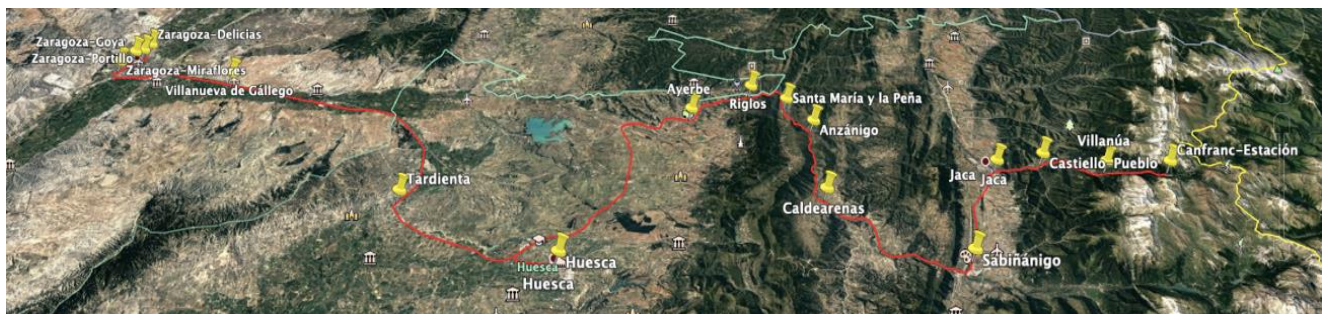 Zaragoza-Goya
Zaragoza-Delicias
Zaragoza-Portillo
Zaragoza-Miraflores
Villanueva de Gállego
Tardienta
Huesca
Huesca
Huesca
Ayerbe
Riglos
Santa María y la Peña
Anzánigo
Caldearenas
Sabiñánigo
Jaca
Jaca
Castiello-Pueblo
Villanúa
Canfranc-Estación